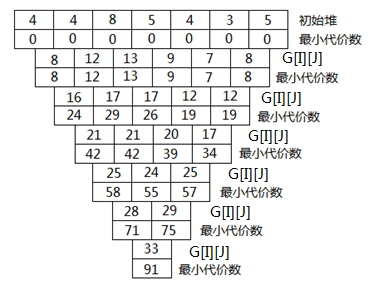 4 4 8 5 4 3 5 初始堆
0 0 0 0 0 0 0 最小代价数
8 12 13 9 7 8 G[I][J]
8 12 13 9 7 8 最小代价数
16 17 17 12 12 G[I][J]
24 29 26 19 19 最小代价数
21 21 20 17 G[I][J]
42 42 39 34 最小代价数
25 24 25 G[I][J]
58 55 57 最小代价数
28 29 G[I][J]
71 75 最小代价数
33 G[I][J]
91 最小代价数